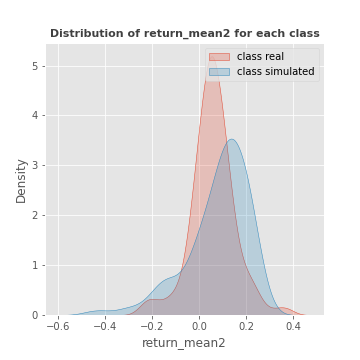 Distribution of return_mean2 for each class
class real
class simulated
Density
5
4
3
2
1
0
−0.6 −0.4 −0.2 0.0 0.2 0.4
return_mean2